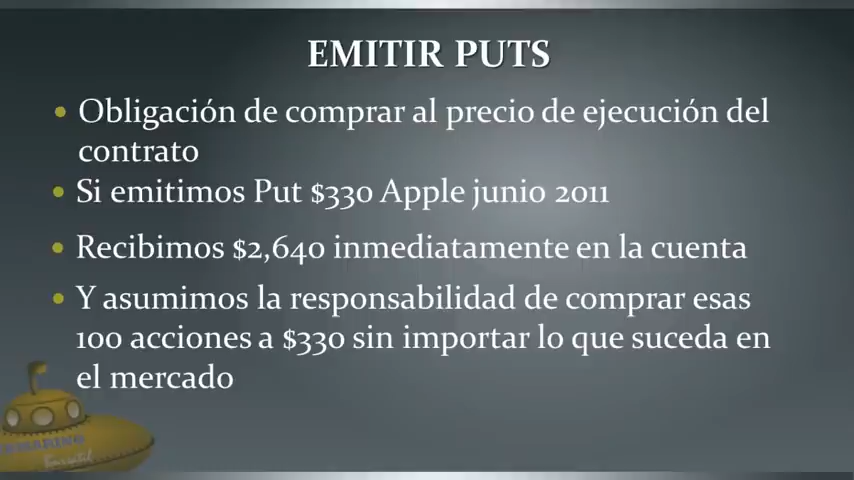 EMITIR PUTS
• Obligación de comprar al precio de ejecución del
contrato
• Si emitimos Put $330 Apple junio 2011
• Recibimos $2,640 inmediatamente en la cuenta
• Y asumimos la responsabilidad de comprar esas
100 acciones a $330 sin importar lo que suceda en
el mercado